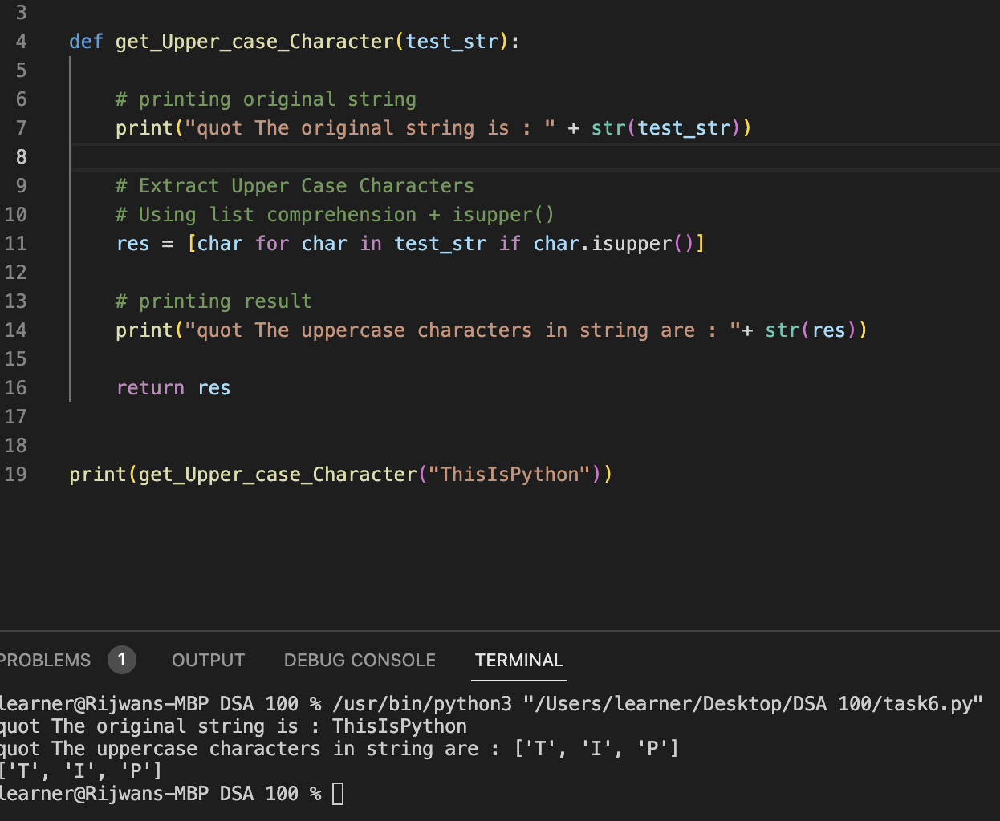 3
4 def get_Upper_case_Character(test_str):
5
6 # printing original string
7 print("quot The original string is : " + str(test_str))
8
9 # Extract Upper Case Characters
10 # Using list comprehension + isupper()
11 res = [char for char in test_str if char.isupper()]
12
13 # printing result
14 print("quot The uppercase characters in string are : "+ str(res))
15
16 return res
17
18
19 print(get_Upper_case_Character("ThisIsPython"))
PROBLEMS 1 OUTPUT DEBUG CONSOLE TERMINAL
learner@Rijwans-MBP DSA 100 % /usr/bin/python3 "/Users/learner/Desktop/DSA 100/task6.py"
quot The original string is : ThisIsPython
quot The uppercase characters in string are : ['T', 'I', 'P']
['T', 'I', 'P']
learner@Rijwans-MBP DSA 100 %